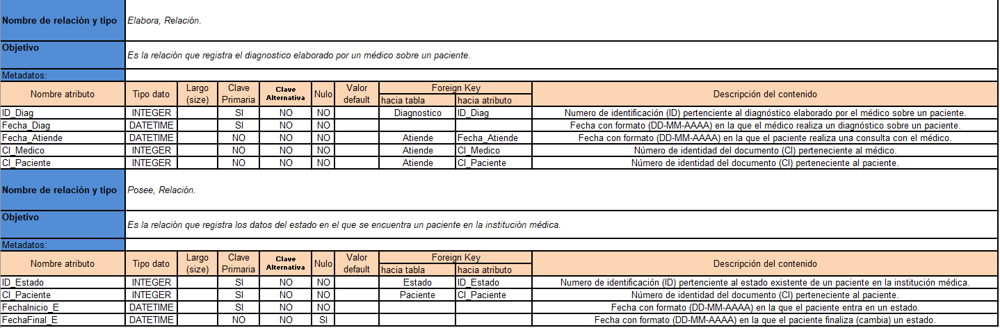 Nombre de relación y tipo Elabora, Relación.
Objetivo
Es la relación que registra el diagnostico elaborado por un médico sobre un paciente.
Metadatos:
Nombre atributo Tipo dato Largo (size) Clave Primaria Clave Alternativa Nulo Valor default Foreign Key Descripción del contenido
hacia tabla hacia atributo
ID_Diag INTEGER SI NO NO Diagnostico ID_Diag Numero de identificación (ID) pertenciente al diagnóstico elaborado por el médico sobre un paciente.
Fecha_Diag DATETIME SI NO NO Fecha con formato (DD-MM-AAAA) en la que el médico realiza un diagnóstico sobre un paciente.
Fecha_Atiende DATETIME NO NO NO Atiende Fecha_Atiende Fecha con formato (DD-MM-AAAA) en la que el paciente realiza una consulta con el médico.
CI_Medico INTEGER NO NO NO Atiende CI_Medico Número de identidad del documento (CI) perteneciente al médico.
CI_Paciente INTEGER NO NO NO Atiende CI_Paciente Número de identidad del documento (CI) perteneciente al paciente.
Nombre de relación y tipo Posee, Relación.
Objetivo
Es la relación que registra los datos del estado en el que se encuentra un paciente en la institución médica.
Metadatos:
Nombre atributo Tipo dato Largo (size) Clave Primaria Clave Alternativa Nulo Valor default Foreign Key Descripción del contenido
hacia tabla hacia atributo
ID_Estado INTEGER SI NO NO Estado ID_Estado Numero de identificación (ID) pertenciente al estado existente de un paciente en la institución médica.
CI_Paciente INTEGER SI NO NO Paciente CI_Paciente Número de identidad del documento (CI) perteneciente al paciente.
FechaInicio_E DATETIME SI NO NO Fecha con formato (DD-MM-AAAA) en la que el paciente entra en un estado.
FechaFinal_E DATETIME NO NO SI Fecha con formato (DD-MM-AAAA) en la que el paciente finaliza (cambia) un estado.